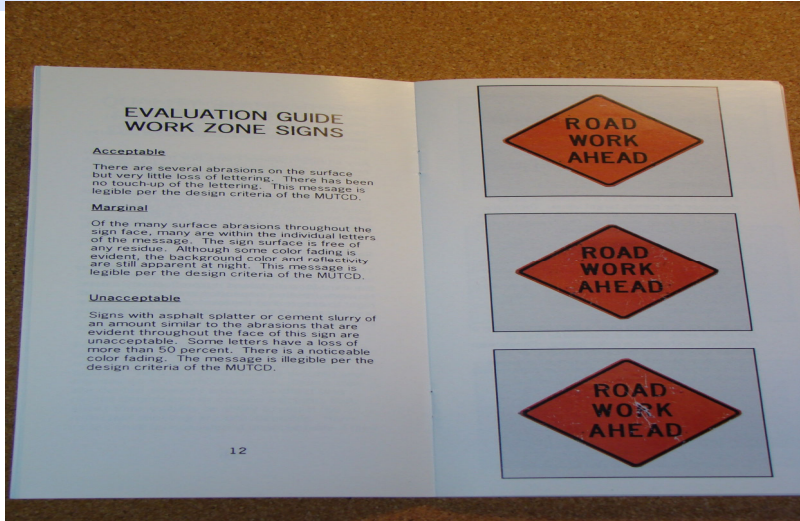 EVALUATION GUIDE
WORK ZONE SIGNS
Acceptable
There are several abrasions on the surface
but very little loss of lettering. There has been
no touch-up of the lettering. This message is
legible per the design criteria of the MUTCD.
Marginal
Of the many surface abrasions throughout the
sign face, many are within the individual letters
of the message. The sign surface is free of
any residue. Although some color fading is
evident, the background color and reflectivity
are still apparent at night. This message is
legible per the design criteria of the MUTCD.
Unacceptable
Signs with asphalt splatter or cement slurry of
an amount similar to the abrasions that are
evident throughout the face of this sign are
unacceptable. Some letters have a loss of
more than 50 percent. There is a noticeable
color fading. The message is illegible per the
design criteria of the MUTCD.
12
ROAD
WORK
AHEAD
ROAD
WORK
AHEAD
ROAD
WORK
AHEAD